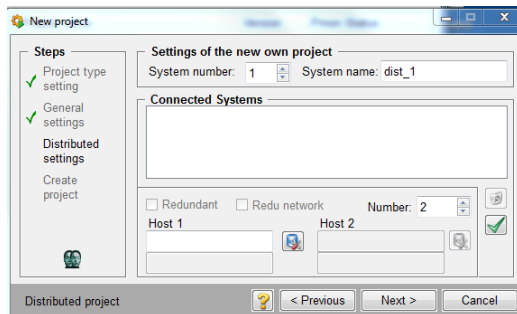 New project
Steps
Project type
setting
General
settings
Distributed
settings
Create
project
Settings of the new own project
System number: 1 System name: dist_1
Connected Systems
Redundant Redu network Number: 2
Host 1 Host 2
Distributed project ? < Previous Next > Cancel